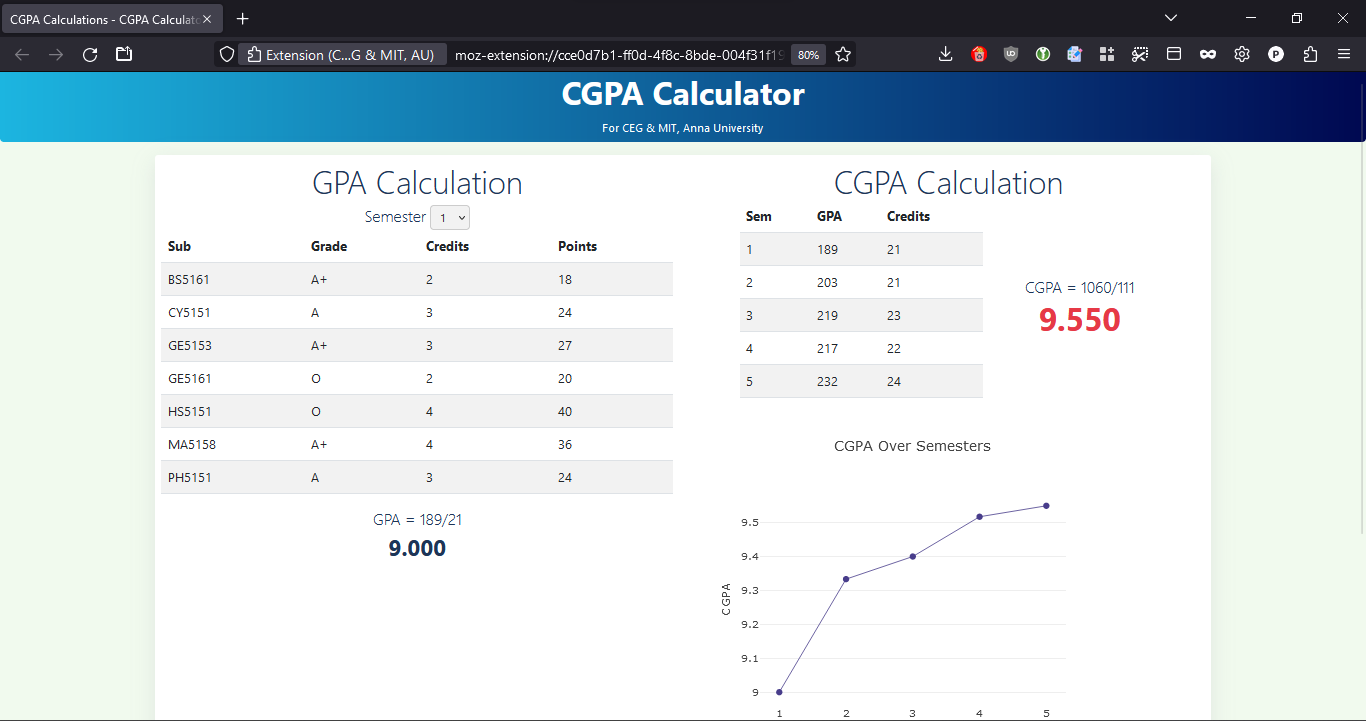 CGPA Calculations - CGPA Calculato
Extension (C...G & MIT, AU)
moz-extension://cce0d7b1-ff0d-4f8c-8bde-004f31f19
80%
CGPA Calculator
For CEG & MIT, Anna University
GPA Calculation
Semester 1
Sub Grade Credits Points
BS5161 A+ 2 18
CY5151 A 3 24
GE5153 A+ 3 27
GE5161 O 2 20
HS5151 O 4 40
MA5158 A+ 4 36
PH5151 A 3 24
GPA = 189/21
9.000
CGPA Calculation
Sem GPA Credits
1 189 21
2 203 21
3 219 23
4 217 22
5 232 24
CGPA = 1060/111
9.550
CGPA Over Semesters
CGPA
9.5
9.4
9.3
9.2
9.1
9
1 2 3 4 5